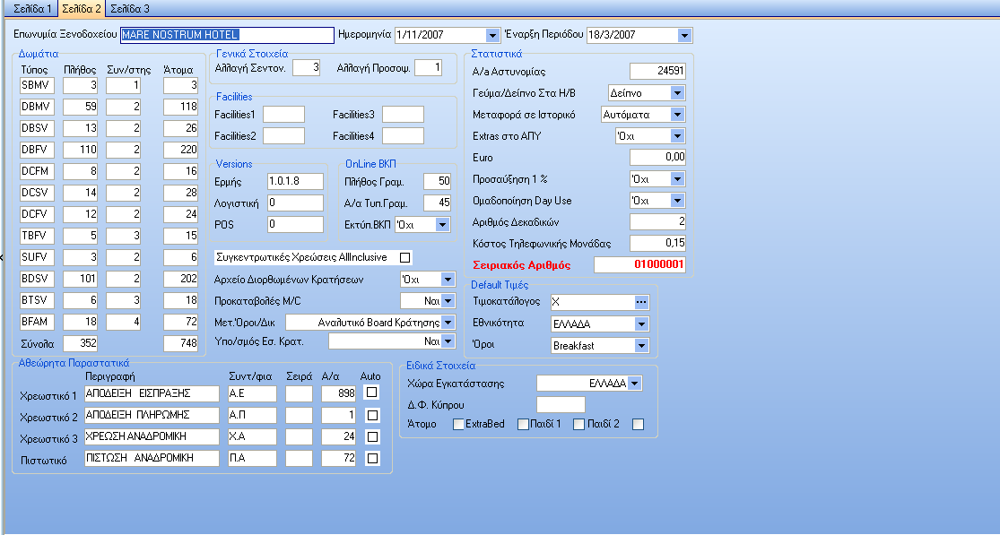 Σελίδα 1 Σελίδα 2 Σελίδα 3
Επωνυμία Ξενοδοχείου MARE NOSTRUM HOTEL Ημερομηνία 1/11/2007 Έναρξη Περιόδου 18/3/2007
Δωμάτια
Τύπος Πλήθος Συν/στης Άτομα
SBMV 3 1 3
DBMV 59 2 118
DBSV 13 2 26
DBFV 110 2 220
DCFM 8 2 16
DCSV 14 2 28
DCFV 12 2 24
TBFV 5 3 15
SUFV 3 2 6
BDSV 101 2 202
BTSV 6 3 18
BFAM 18 4 72
Σύνολα 352 748
Γενικά Στοιχεία
Αλλαγή Σεντον. 3 Αλλαγή Προσοψ. 1
Facilities
Facilities1 Facilities3
Facilities2 Facilities4
Versions
Ερμής 1.0.1.8
Λογιστική 0
POS 0
OnLine ΒΚΠ
Πλήθος Γραμ. 50
Α/α Τυπ.Γραμ. 45
Εκτύπ.ΒΚΠ Όχι
Συγκεντρωτικές Χρεώσεις AllInclusive
Αρχείο Διορθωμένων Κρατήσεων Όχι
Προκαταβολές M/C Ναι
Μετ.Όροι/Δικ Αναλυτικό Board Κράτησης
Υπο/σμός Εσ. Κρατ. Ναι
Στατιστικά
Α/α Αστυνομίας 24591
Γεύμα/Δείπνο Στα Η/Β Δείπνο
Μεταφορά σε Ιστορικό Αυτόματα
Extras στο ΑΠΥ Όχι
Euro 0,00
Προσαύξηση 1 % Όχι
Ομαδοποίηση Day Use Όχι
Αριθμός Δεκαδικών 2
Κόστος Τηλεφωνικής Μονάδας 0,15
Σειριακός Αριθμός 01000001
Default Τιμές
Τιμοκατάλογος X ...
Εθνικότητα ΕΛΛΑΔΑ
Όροι Breakfast
Αθεώρητα Παραστατικά
Περιγραφή Συντ/φια Σειρά Α/α Auto
Χρεωστικό 1 ΑΠΟΔΕΙΞΗ ΕΙΣΠΡΑΞΗΣ Α.Ε 898
Χρεωστικό 2 ΑΠΟΔΕΙΞΗ ΠΛΗΡΩΜΗΣ Α.Π 1
Χρεωστικό 3 ΧΡΕΩΣΗ ΑΝΑΔΡΟΜΙΚΗ Χ.Α 24
Πιστωτικό ΠΙΣΤΩΣΗ ΑΝΑΔΡΟΜΙΚΗ Π.Α 72
Ειδικά Στοιχεία
Χώρα Εγκατάστασης ΕΛΛΑΔΑ
Δ.Φ. Κύπρου
Άτομο ExtraBed Παιδί 1 Παιδί 2